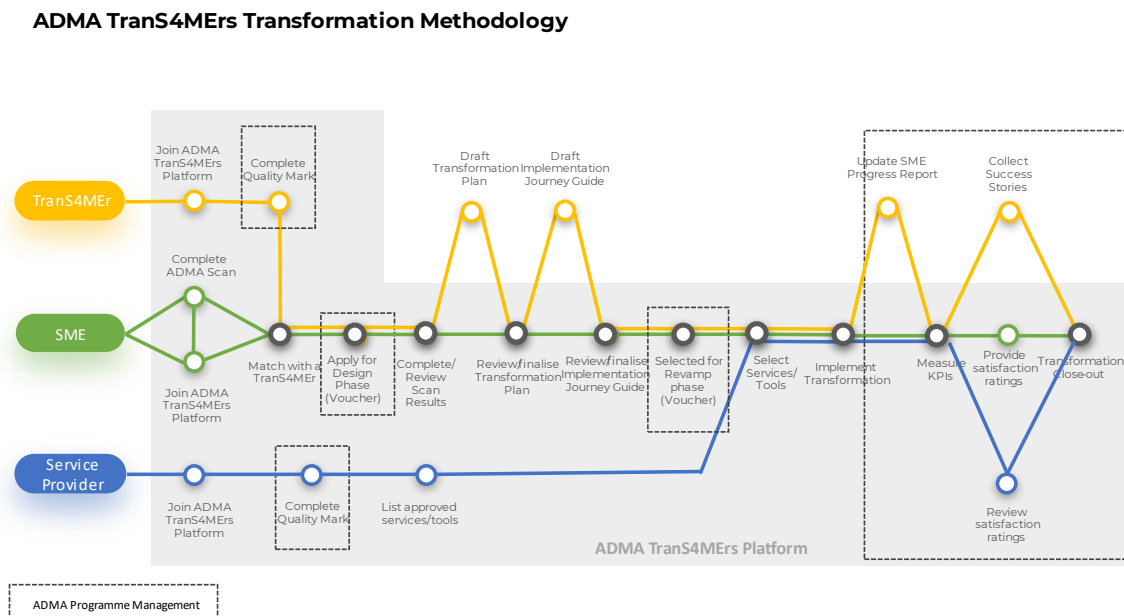 ADMA TranS4MErs Transformation Methodology
Join ADMA
TranS4MErs
Platform
Complete
Quality Mark
Draft
Transformation
Plan
Draft
Implementation
Journey Guide
Update SME
Progress Report
Collect
Success
Stories
TranS4MEr
Complete
ADMA Scan
SME
Join ADMA
TranS4MErs
Platform
Match with a
TranS4MEr
Apply for
Design
Phase
(Voucher)
Complete/
Review
Scan
Results
Review/finalise
Transformation
Plan
Review/finalise
Implementation
Journey Guide
Selected for
Revamp
phase
(Voucher)
Select
Services/
Tools
Implement
Transformation
Measure
KPIs
Provide
satisfaction
ratings
Transformation
Close-out
Service
Provider
Join ADMA
TranS4MErs
Platform
Complete
Quality Mark
List approved
services/tools
Review
satisfaction
ratings
ADMA TranS4MErs Platform
ADMA Programme Management